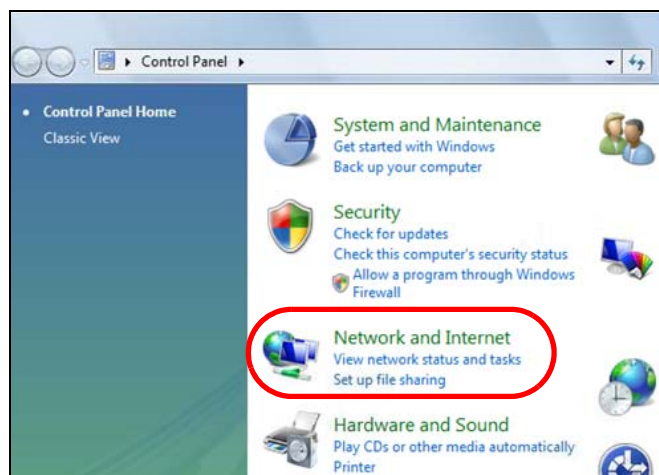 Control Panel
Control Panel Home
Classic View
System and Maintenance
Get started with Windows
Back up your computer
Security
Check for updates
Check this computer's security status
Allow a program through Windows
Firewall
Network and Internet
View network status and tasks
Set up file sharing
Hardware and Sound
Play CDs or other media automatically
Printer